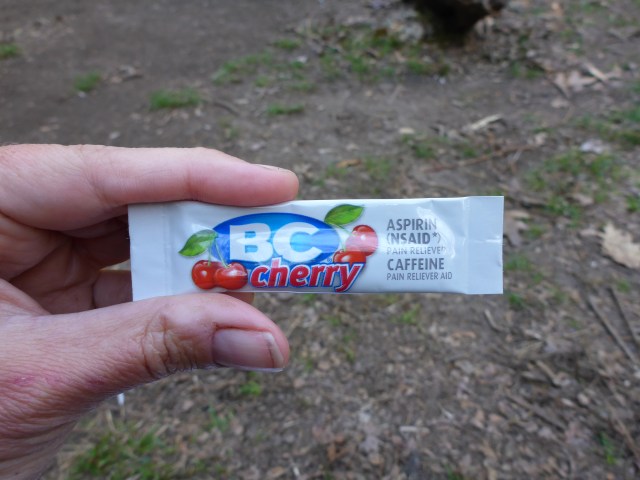 BC
cherry
ASPIRIN
(NSAID*)
PAIN RELIEVER
CAFFEINE
PAIN RELIEVER AID